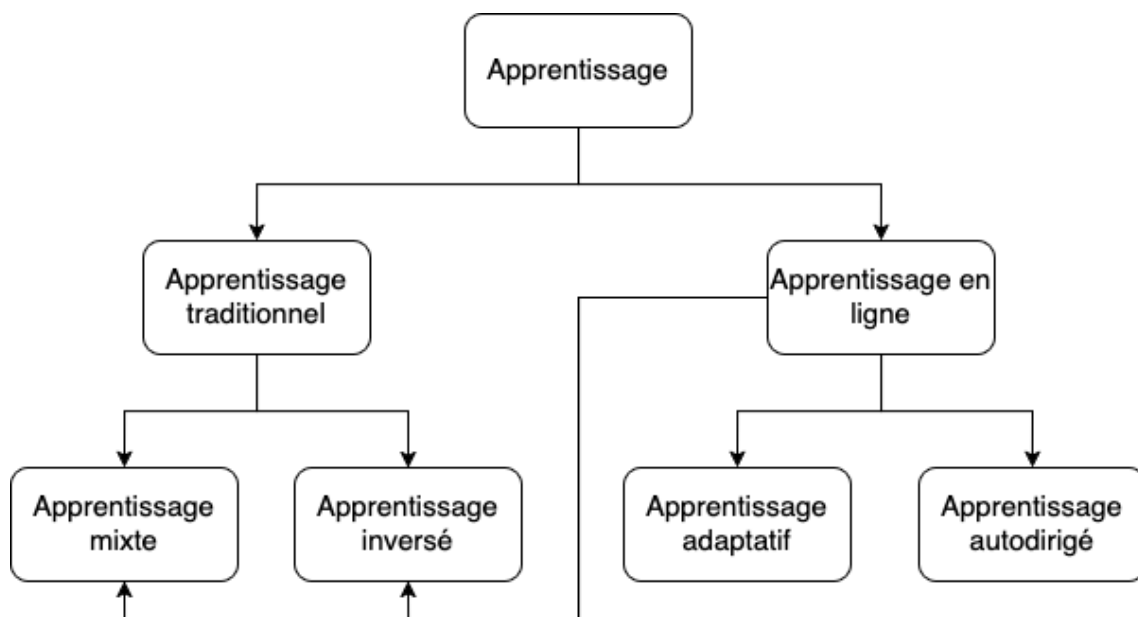 Apprentissage
Apprentissage
traditionnel
Apprentissage en
ligne
Apprentissage
mixte
Apprentissage
inversé
Apprentissage
adaptatif
Apprentissage
autodirigé